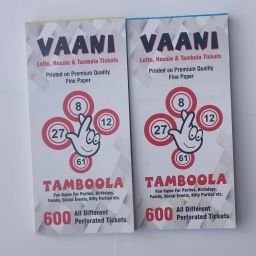 VAANI
Lotto, Housie & Tambola Tickets
Printed on Premium Quality
Fine Paper
8
27
12
61
TAMBOOLA
Fun Game For Parties, Birthdays,
Family, Social Events, Kitty Parties etc.
600 All Different
Perforated Tickets
VAANI
Lotto, Housie & Tambola Tickets
Printed on Premium Quality
Fine Paper
8
27
12
61
TAMBOOLA
Fun Game For Parties, Birthdays,
Family, Social Events, Kitty Parties etc.
600 All Different
Perforated Tickets